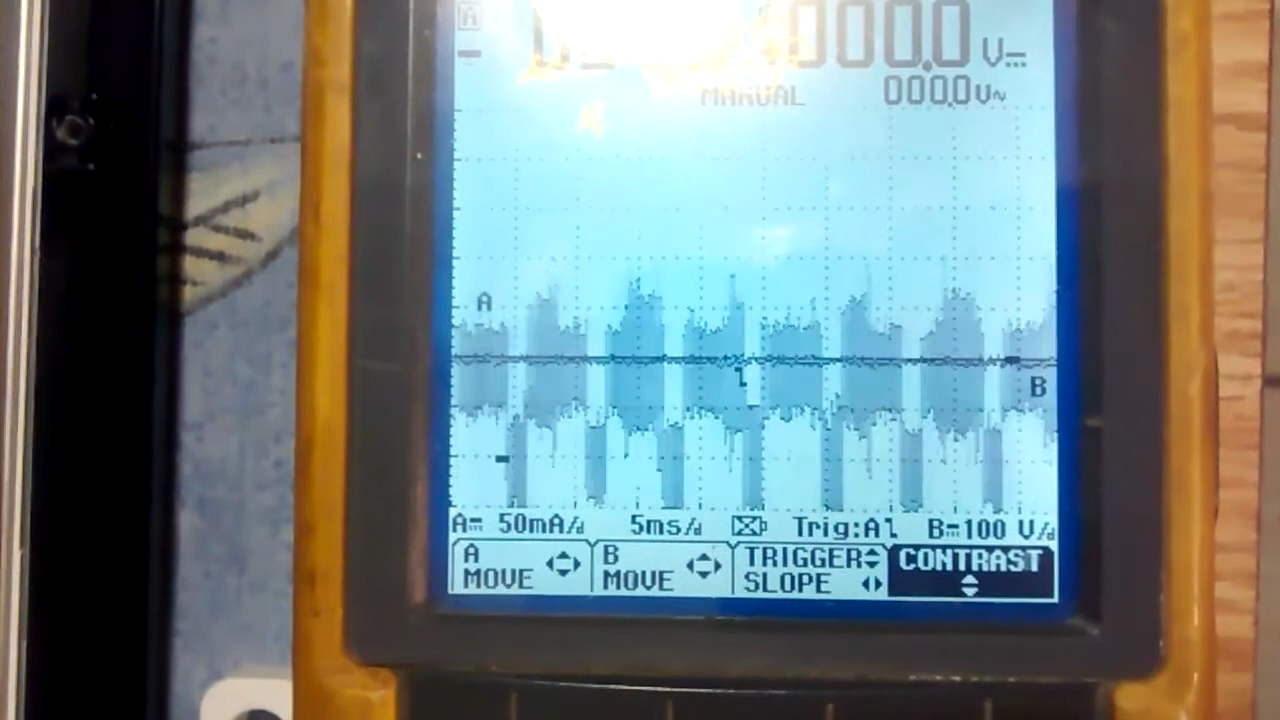 A
000.0 V
MANUAL 000.0 V~
A
B
A= 50mA/d 5ms/d Trig:A B=100 V/d
A MOVE B MOVE TRIGGER SLOPE CONTRAST